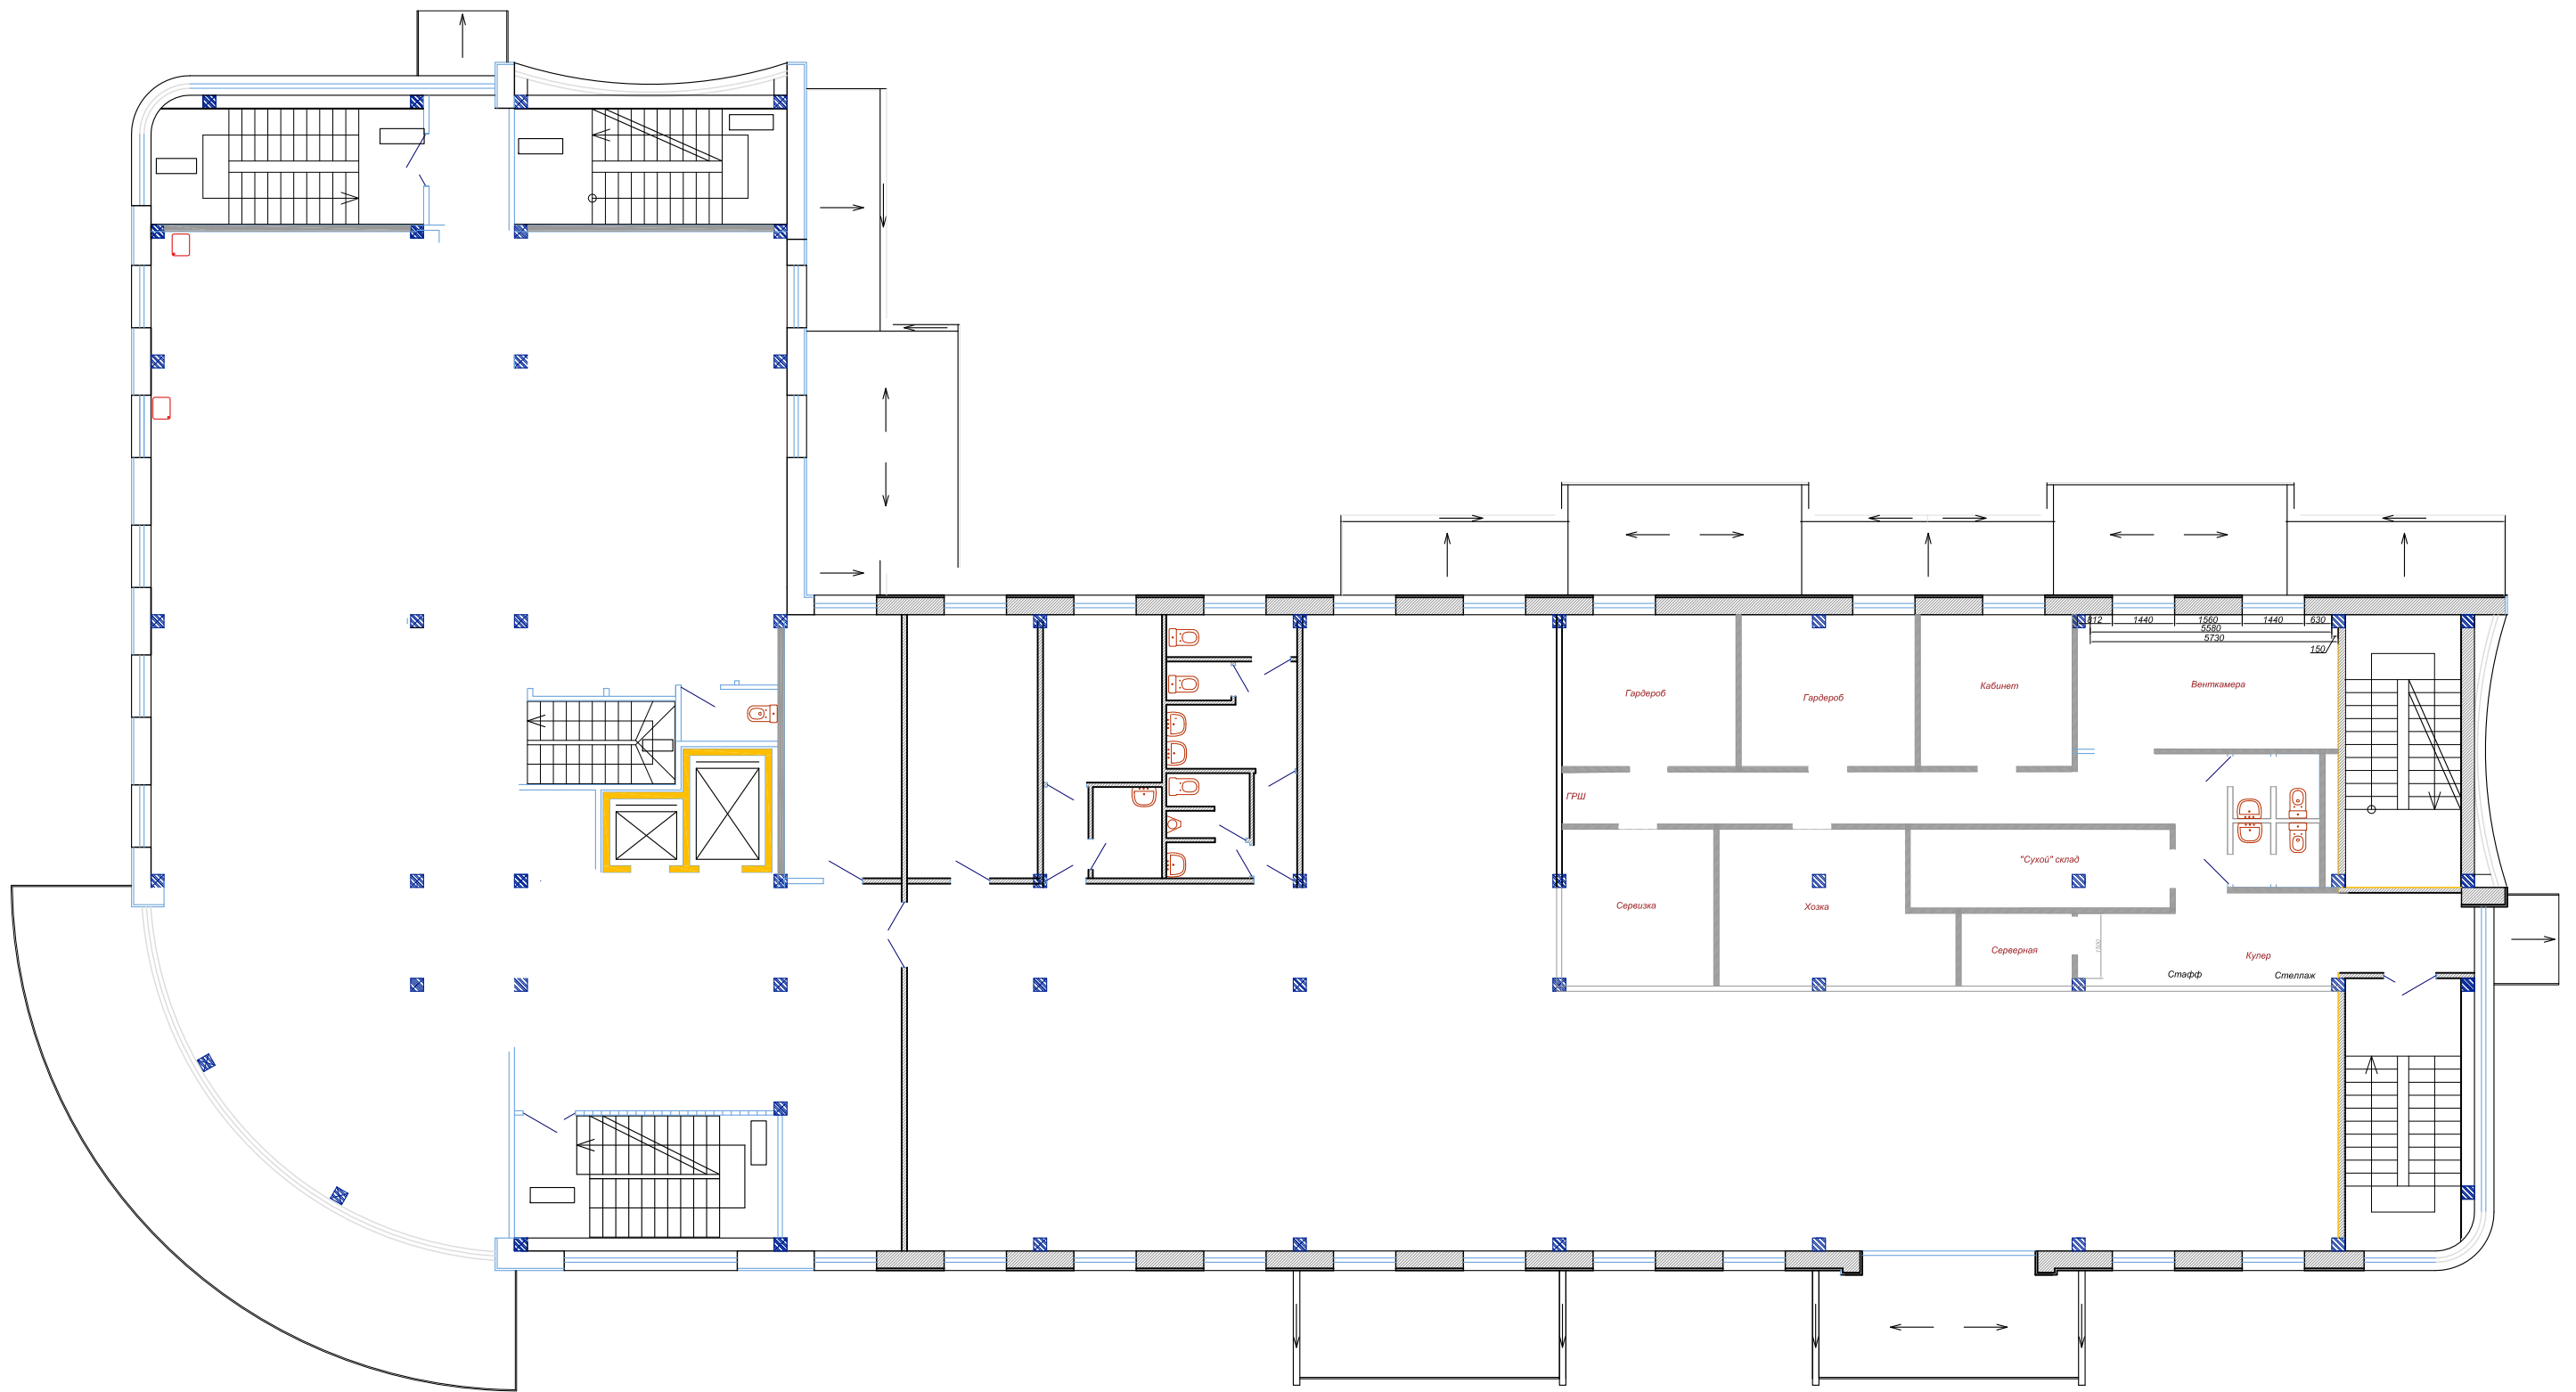 812 1440 1560 1440 630
5580
5730
150
Гардероб
Гардероб
Кабинет
Венткамера
ГРШ
"Сухой" склад
Сервизка
Хозка
Серверная
1500
Кулер
Стафф
Стеллаж